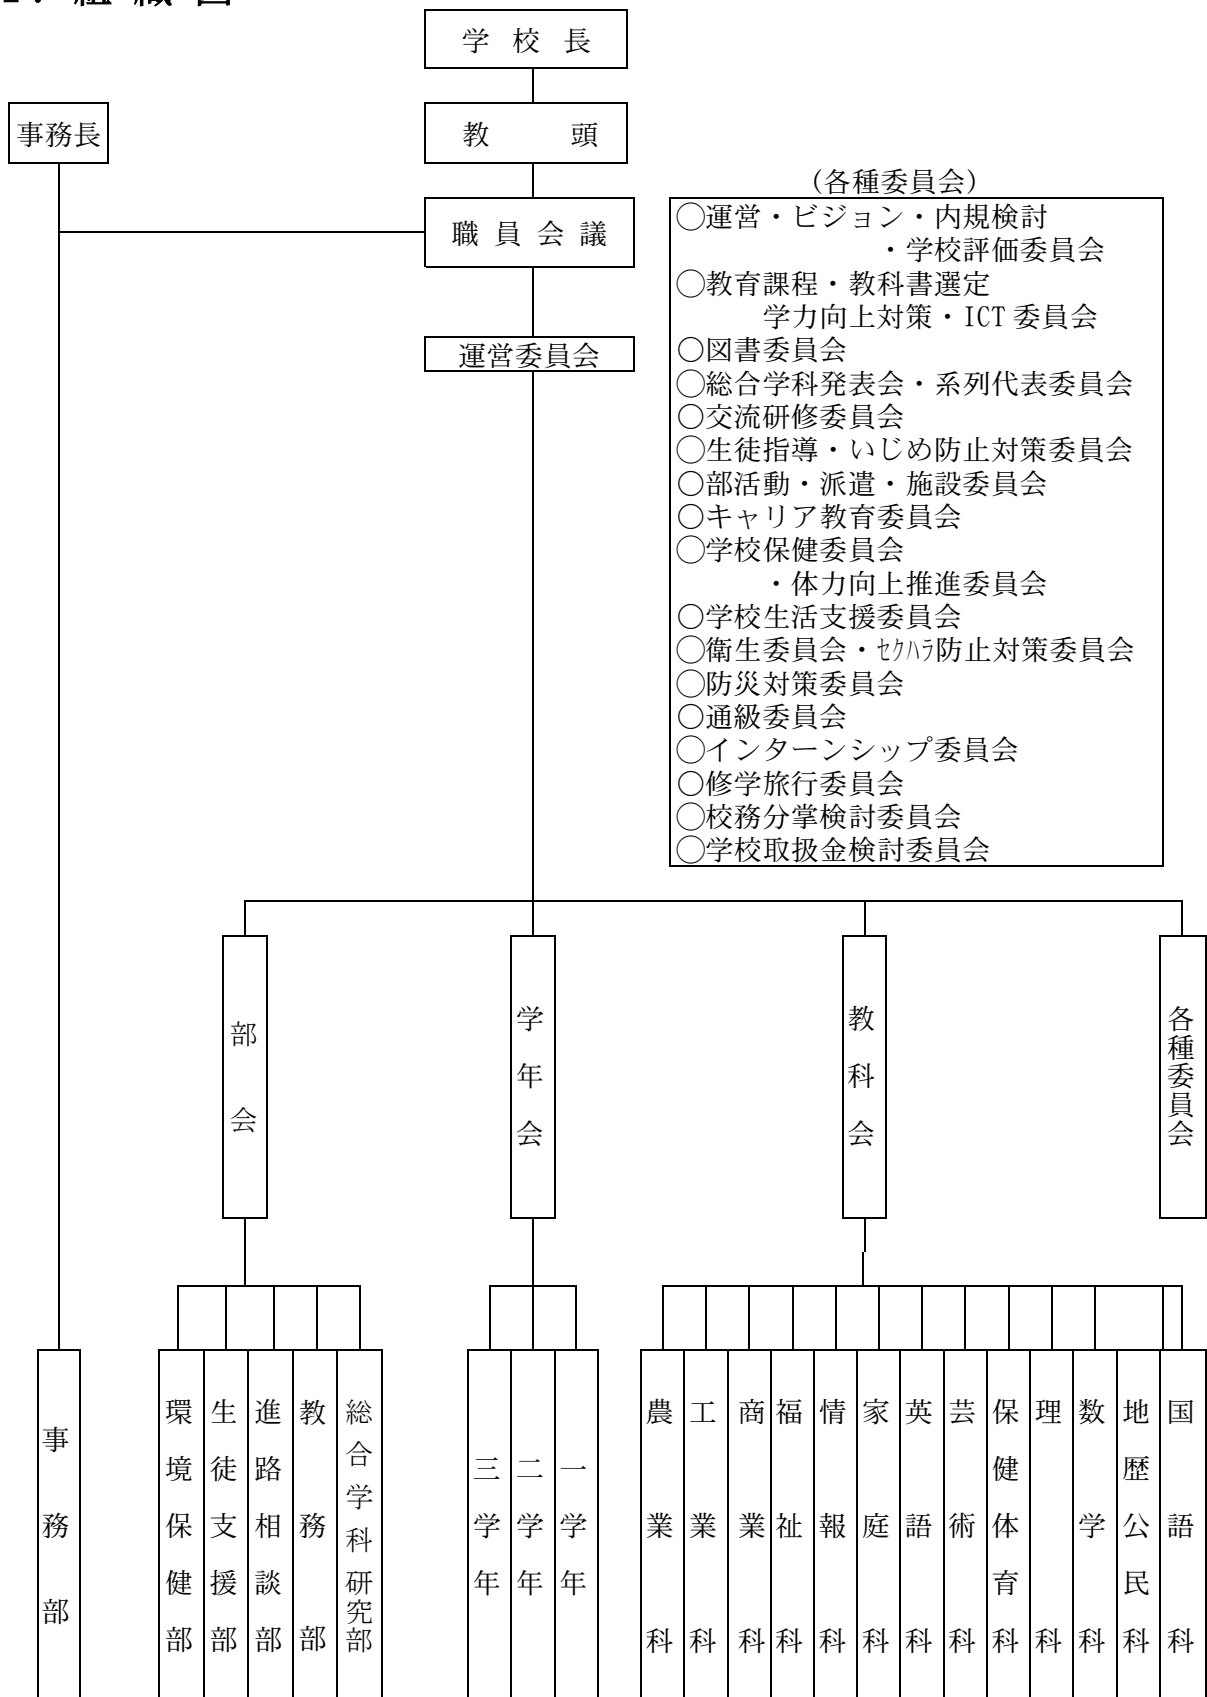 組 織 図
学 校 長
事務長
教 頭
職 員 会 議
運営委員会
(各種委員会)
○運営・ビジョン・内規検討
・学校評価委員会
○教育課程・教科書選定
学力向上対策・ICT委員会
○図書委員会
○総合学科発表会・系列代表委員会
○交流研修委員会
○生徒指導・いじめ防止対策委員会
○部活動・派遣・施設委員会
○キャリア教育委員会
○学校保健委員会
・体力向上推進委員会
○学校生活支援委員会
○衛生委員会・ｾｸﾊﾗ防止対策委員会
○防災対策委員会
○通級委員会
○インターンシップ委員会
○修学旅行委員会
○校務分掌検討委員会
○学校取扱金検討委員会
部会
学年会
教科会
各種委員会
事務部
環境保健部
生徒支援部
進路相談部
教務部
総合学科研究部
三学年
二学年
一学年
農業科
工業科
商業科
福祉科
情報科
家庭科
英語科
芸術科
保健体育科
理科
数学科
地歴公民科
国語科